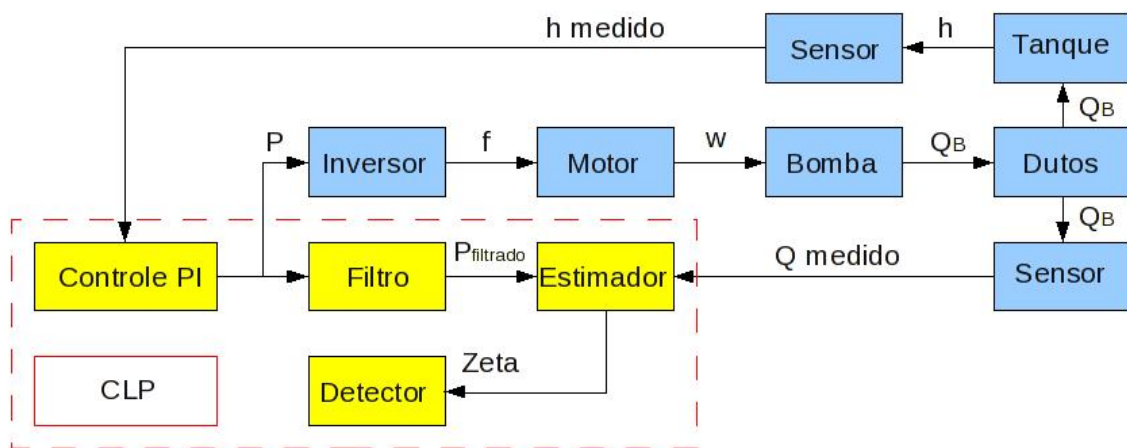 h medido
Sensor
h
Tanque
QB
P
Inversor
f
Motor
w
Bomba
QB
Dutos
QB
Controle PI
Filtro
Pfiltrado
Estimador
Q medido
Sensor
CLP
Detector
Zeta